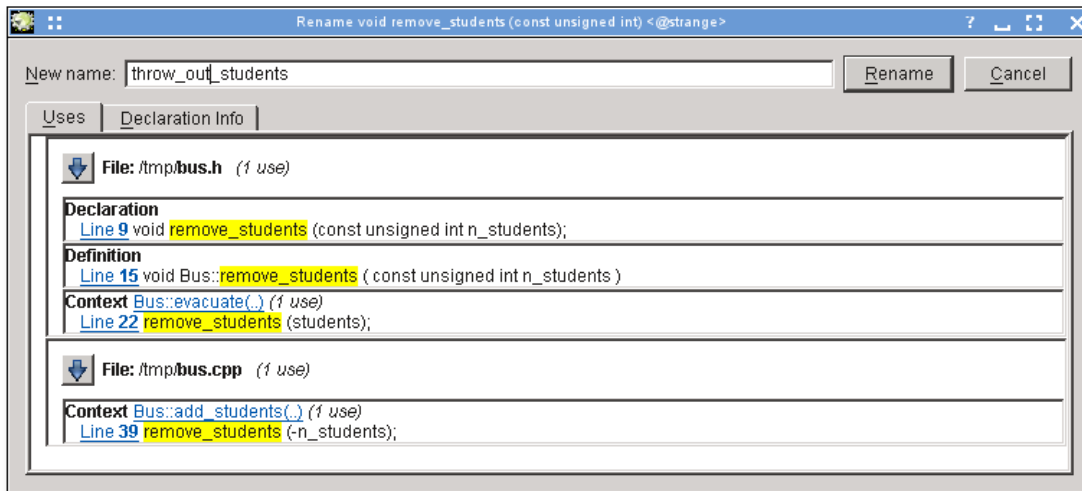 Rename void remove_students (const unsigned int) <@strange>
New name: throw_out_students Rename Cancel
Uses Declaration Info
File: /tmp/bus.h (1 use)
Declaration
Line 9 void remove_students (const unsigned int n_students);
Definition
Line 15 void Bus::remove_students ( const unsigned int n_students )
Context Bus::evacuate(..) (1 use)
Line 22 remove_students (students);
File: /tmp/bus.cpp (1 use)
Context Bus::add_students(..) (1 use)
Line 39 remove_students (-n_students);